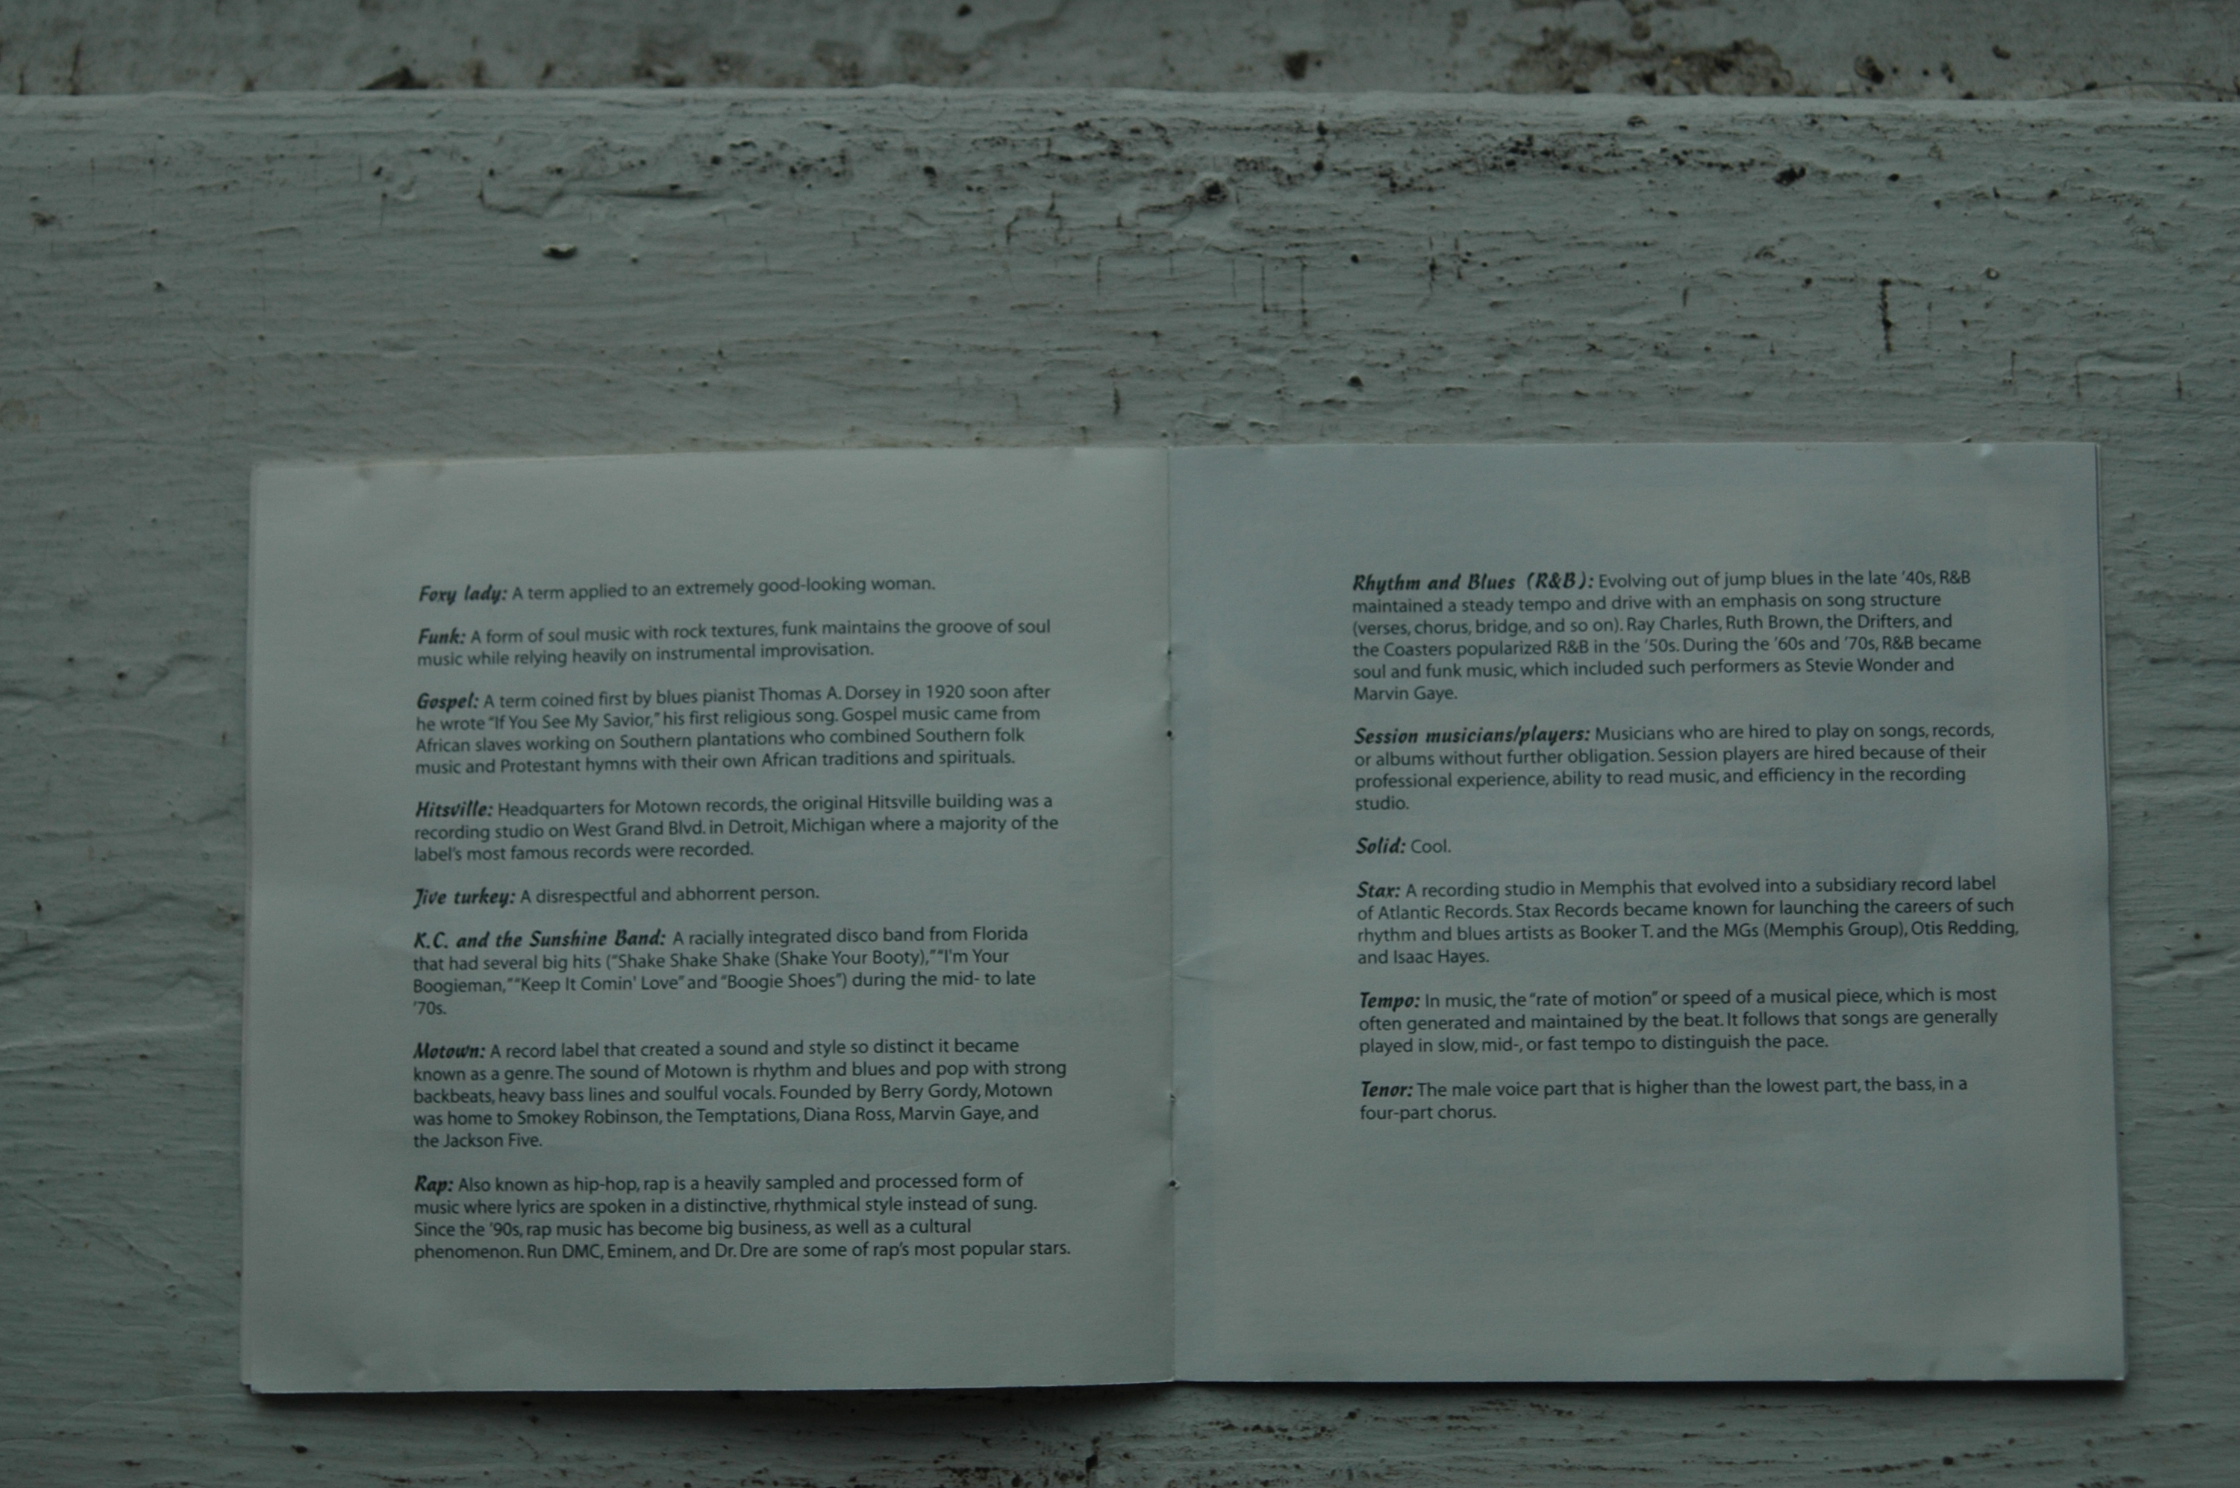 Foxy lady: A term applied to an extremely good-looking woman.
Funk: A form of soul music with rock textures, funk maintains the groove of soul
music while relying heavily on instrumental improvisation.
Gospel: A term coined first by blues pianist Thomas A. Dorsey in 1920 soon after
he wrote "If You See My Savior," his first religious song. Gospel music came from
African slaves working on Southern plantations who combined Southern folk
music and Protestant hymns with their own African traditions and spirituals.
Hitsville: Headquarters for Motown records, the original Hitsville building was a
recording studio on West Grand Blvd. in Detroit, Michigan where a majority of the
label's most famous records were recorded.
Jive turkey: A disrespectful and abhorrent person.
K.C. and the Sunshine Band: A racially integrated disco band from Florida
that had several big hits ("Shake Shake Shake (Shake Your Booty)," "I'm Your
Boogieman," "Keep It Comin' Love" and "Boogie Shoes") during the mid- to late
'70s.
Motown: A record label that created a sound and style so distinct it became
known as a genre. The sound of Motown is rhythm and blues and pop with strong
backbeats, heavy bass lines and soulful vocals. Founded by Berry Gordy, Motown
was home to Smokey Robinson, the Temptations, Diana Ross, Marvin Gaye, and
the Jackson Five.
Rap: Also known as hip-hop, rap is a heavily sampled and processed form of
music where lyrics are spoken in a distinctive, rhythmical style instead of sung.
Since the '90s, rap music has become big business, as well as a cultural
phenomenon. Run DMC, Eminem, and Dr. Dre are some of rap's most popular stars.
Rhythm and Blues (R&B): Evolving out of jump blues in the late '40s, R&B
maintained a steady tempo and drive with an emphasis on song structure
(verses, chorus, bridge, and so on). Ray Charles, Ruth Brown, the Drifters, and
the Coasters popularized R&B in the '50s. During the '60s and '70s, R&B became
soul and funk music, which included such performers as Stevie Wonder and
Marvin Gaye.
Session musicians/players: Musicians who are hired to play on songs, records,
or albums without further obligation. Session players are hired because of their
professional experience, ability to read music, and efficiency in the recording
studio.
Solid: Cool.
Stax: A recording studio in Memphis that evolved into a subsidiary record label
of Atlantic Records. Stax Records became known for launching the careers of such
rhythm and blues artists as Booker T. and the MGs (Memphis Group), Otis Redding,
and Isaac Hayes.
Tempo: In music, the "rate of motion" or speed of a musical piece, which is most
often generated and maintained by the beat. It follows that songs are generally
played in slow, mid-, or fast tempo to distinguish the pace.
Tenor: The male voice part that is higher than the lowest part, the bass, in a
four-part chorus.